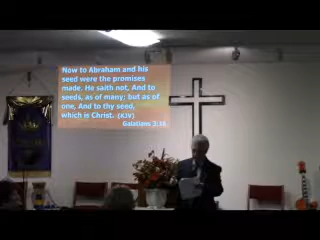 Now to Abraham and his
seed were the promises
made. He saith not, And to
seeds, as of many; but as of
one, And to thy seed,
which is Christ. (KJV)
Galatians 3:16